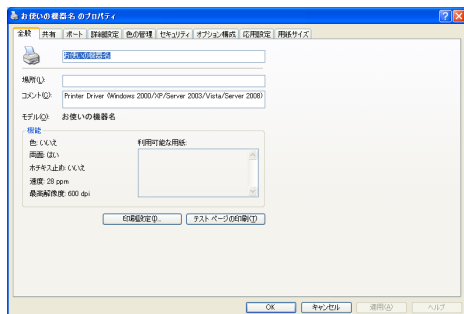 お使いの機器名 のプロパティ
全般 共有 ポート 詳細設定 色の管理 セキュリティ オプション構成 応用設定 用紙サイズ
お使いの機器名
場所(L):
コメント(C): Printer Driver (Windows 2000/XP/Server 2003/Vista/Server 2008)
モデル(O): お使いの機器名
機能
色: いいえ 利用可能な用紙:
両面: はい
ホチキス止め: いいえ
速度: 28 ppm
最高解像度: 600 dpi
印刷設定(I)... テスト ページの印刷(T)
OK キャンセル 適用(A) ヘルプ